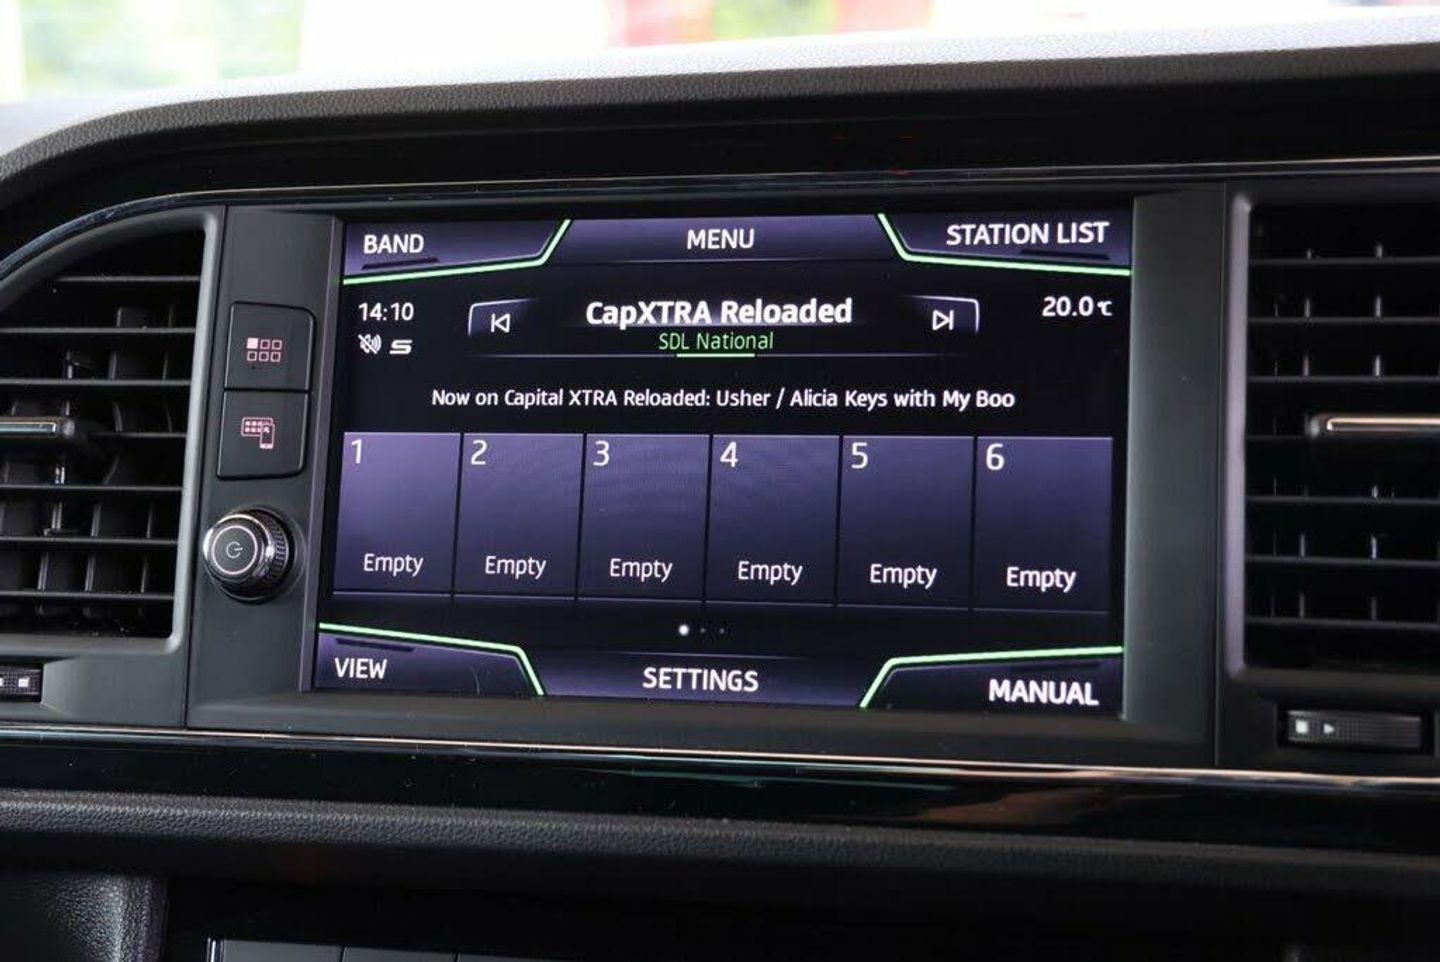 BAND
MENU
STATION LIST
14:10
CapXTRA Reloaded
20.0℃
S
SDL National
Now on Capital XTRA Reloaded: Usher / Alicia Keys with My Boo
1
2
3
4
5
6
Empty
Empty
Empty
Empty
Empty
Empty
VIEW
SETTINGS
MANUAL